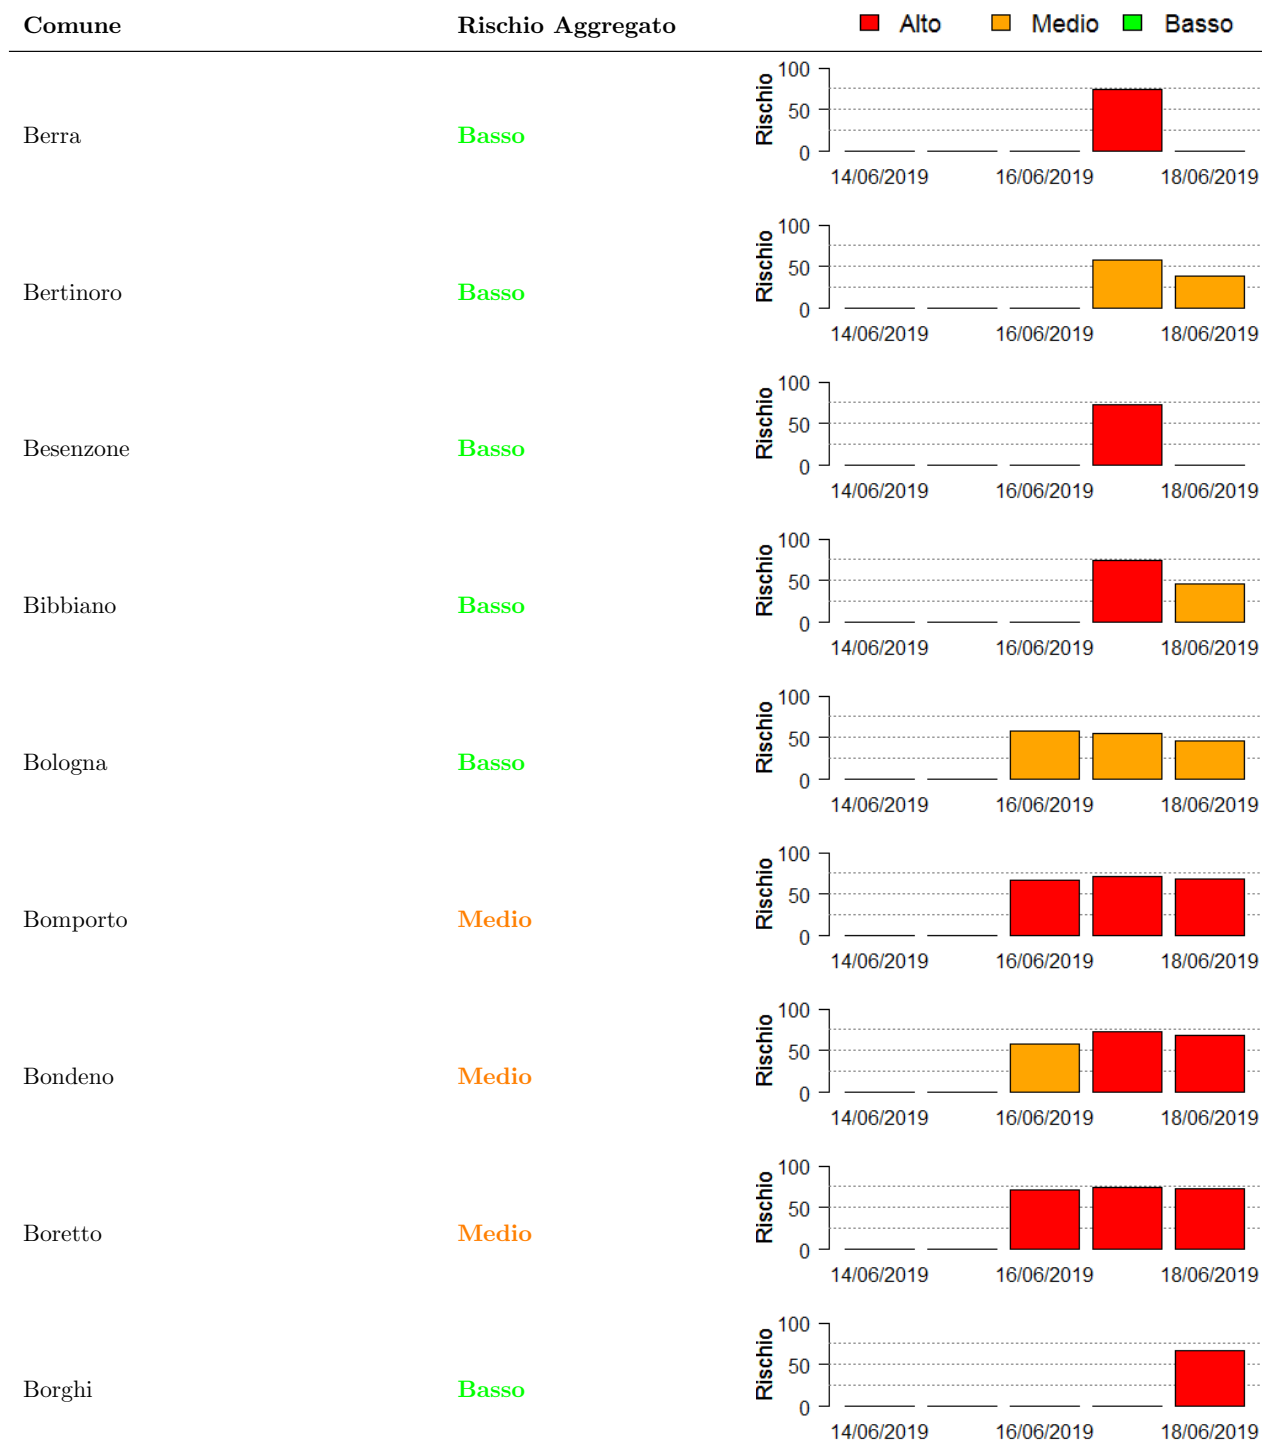 Comune Rischio Aggregato Alto Medio Basso
Berra Basso Rischio 100 50 0
14/06/2019 16/06/2019 18/06/2019
Bertinoro Basso Rischio 100 50 0
14/06/2019 16/06/2019 18/06/2019
Besenzone Basso Rischio 100 50 0
14/06/2019 16/06/2019 18/06/2019
Bibbiano Basso Rischio 100 50 0
14/06/2019 16/06/2019 18/06/2019
Bologna Basso Rischio 100 50 0
14/06/2019 16/06/2019 18/06/2019
Bomporto Medio Rischio 100 50 0
14/06/2019 16/06/2019 18/06/2019
Bondeno Medio Rischio 100 50 0
14/06/2019 16/06/2019 18/06/2019
Boretto Medio Rischio 100 50 0
14/06/2019 16/06/2019 18/06/2019
Borghi Basso Rischio 100 50 0
14/06/2019 16/06/2019 18/06/2019